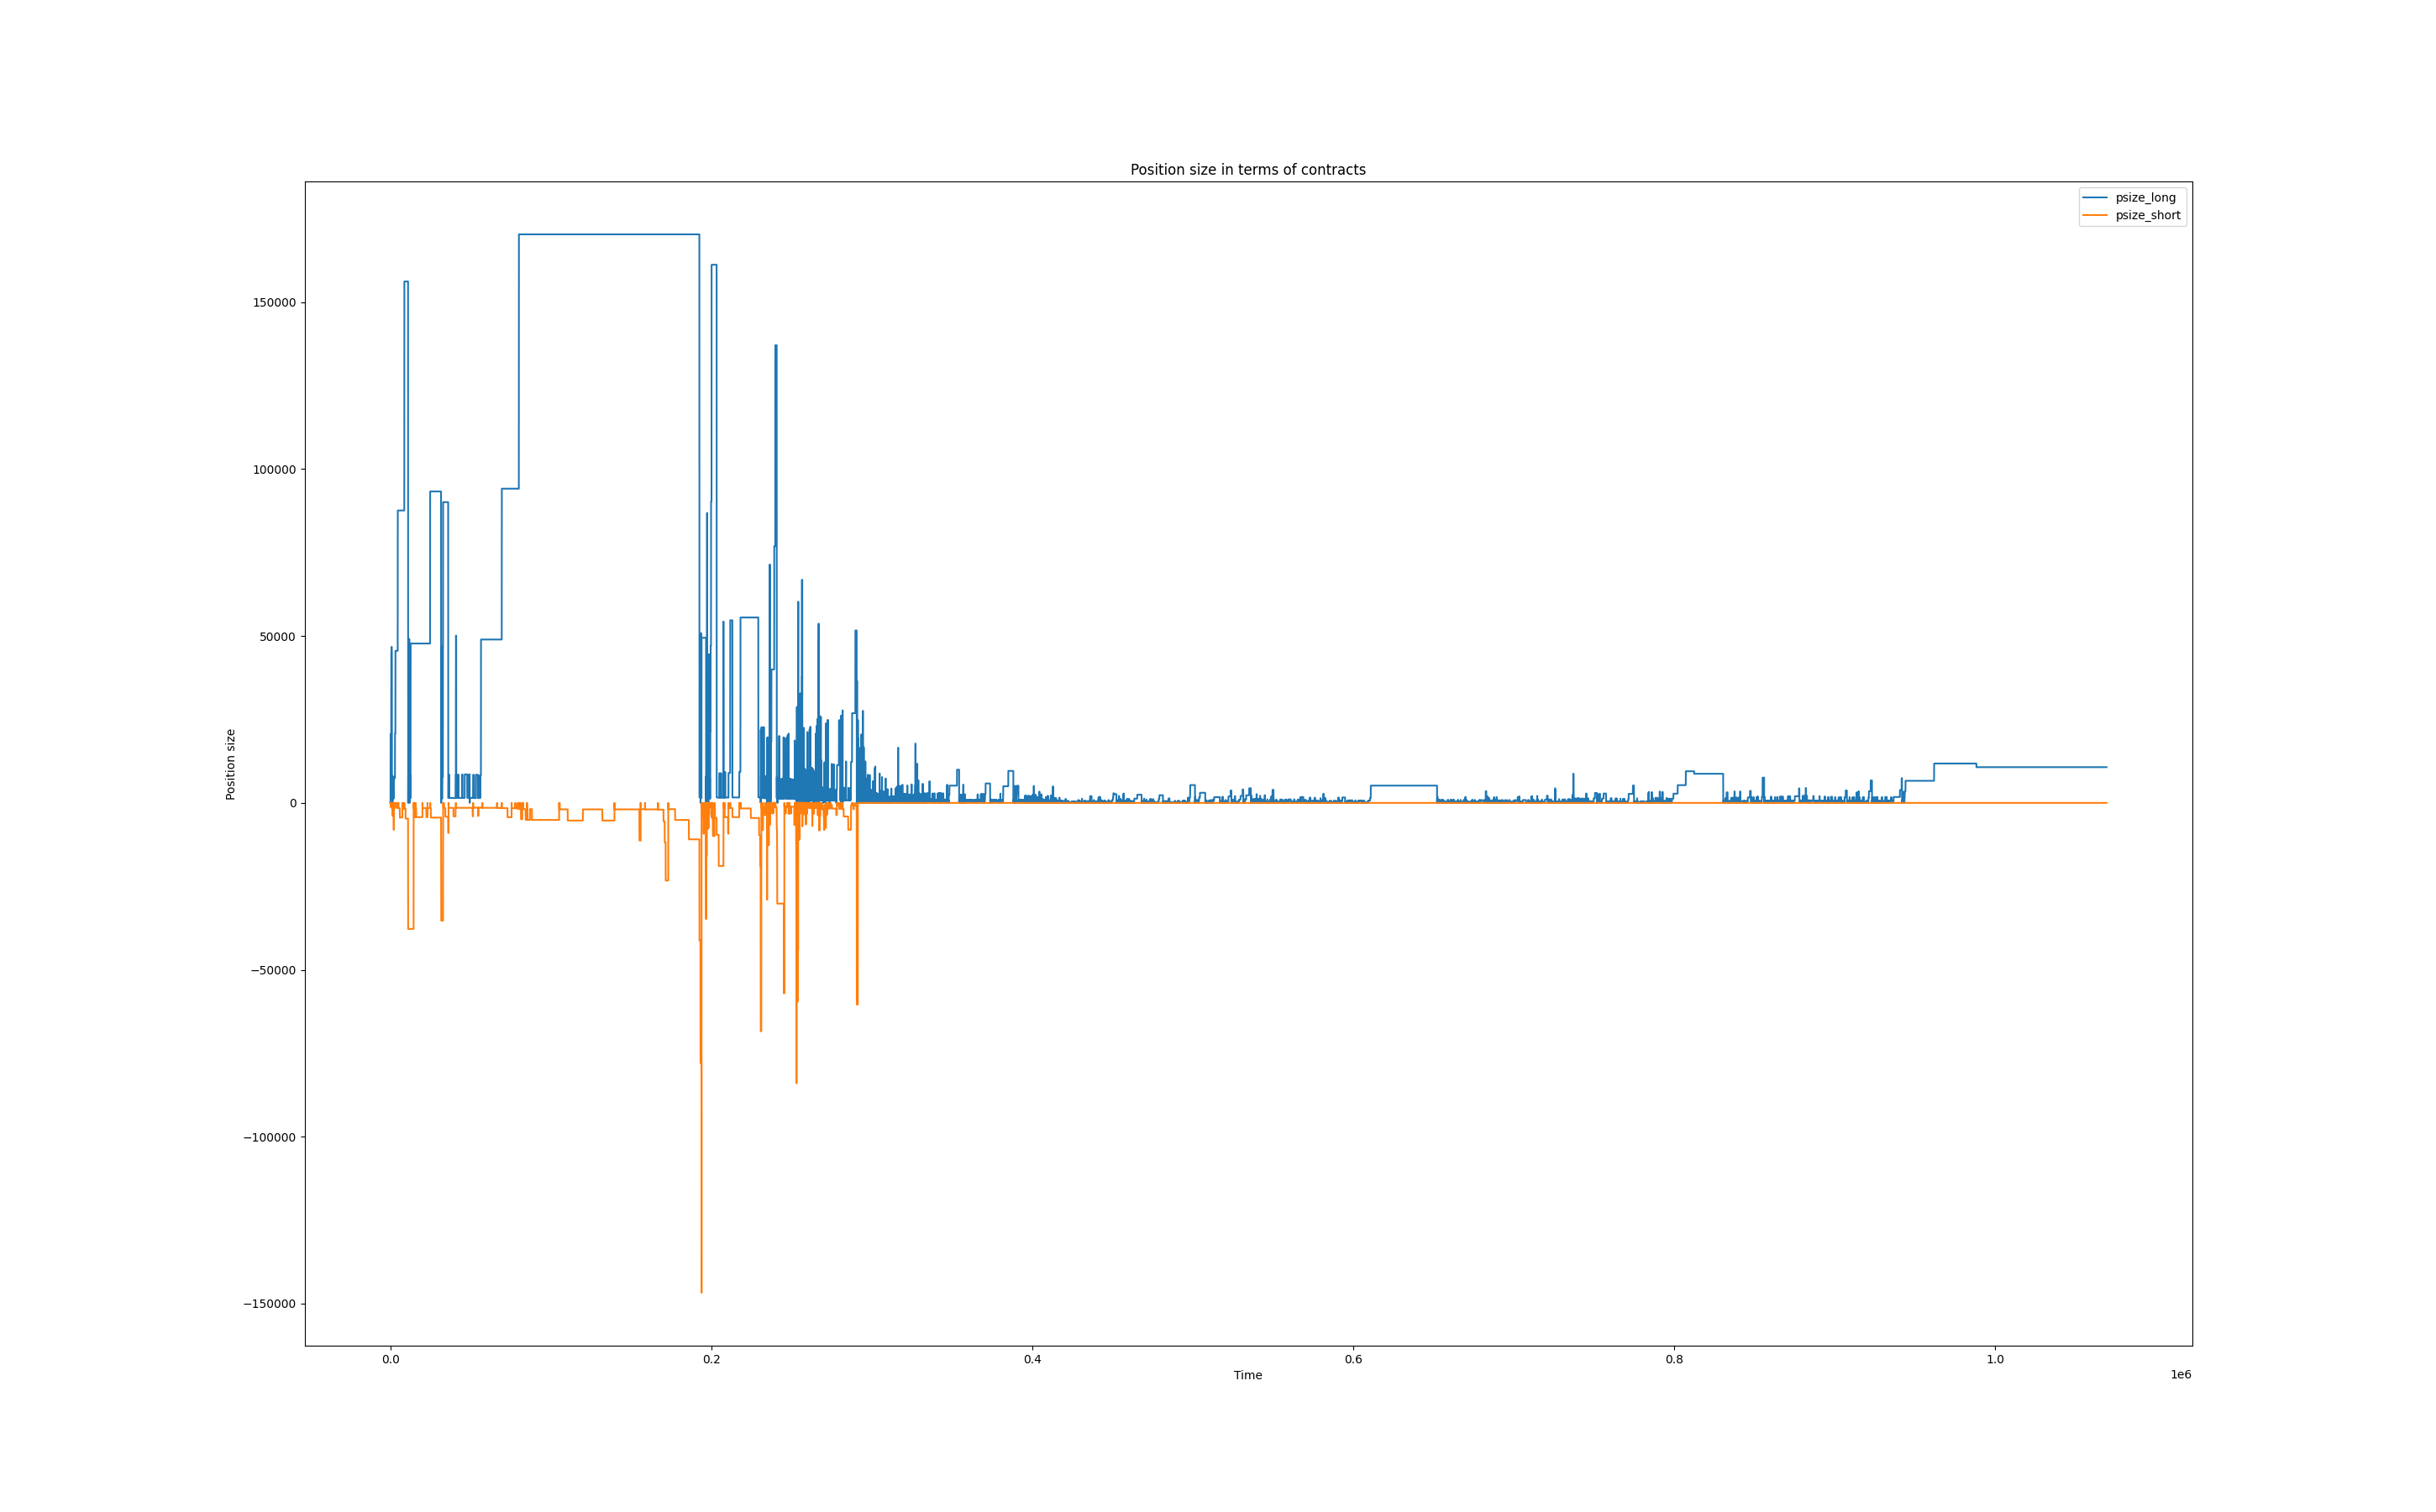 Position size in terms of contracts
psize_long
psize_short
150000
100000
50000
0
−50000
−100000
−150000
Position size
0.0
0.2
0.4
0.6
0.8
1.0
1e6
Time